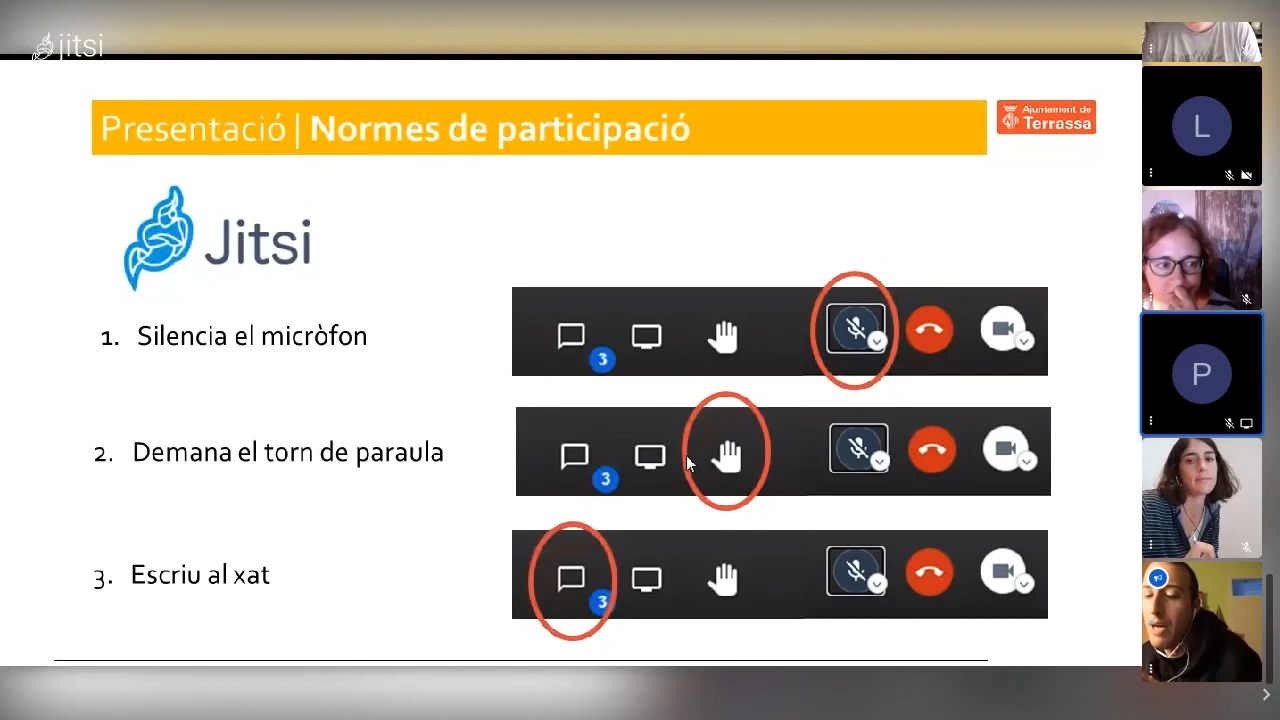 jitsi
Presentació | Normes de participació
Ajuntament de
Terrassa
Jitsi
1. Silencia el micròfon
3
2. Demana el torn de paraula
3
3. Escriu al xat
3
L
P